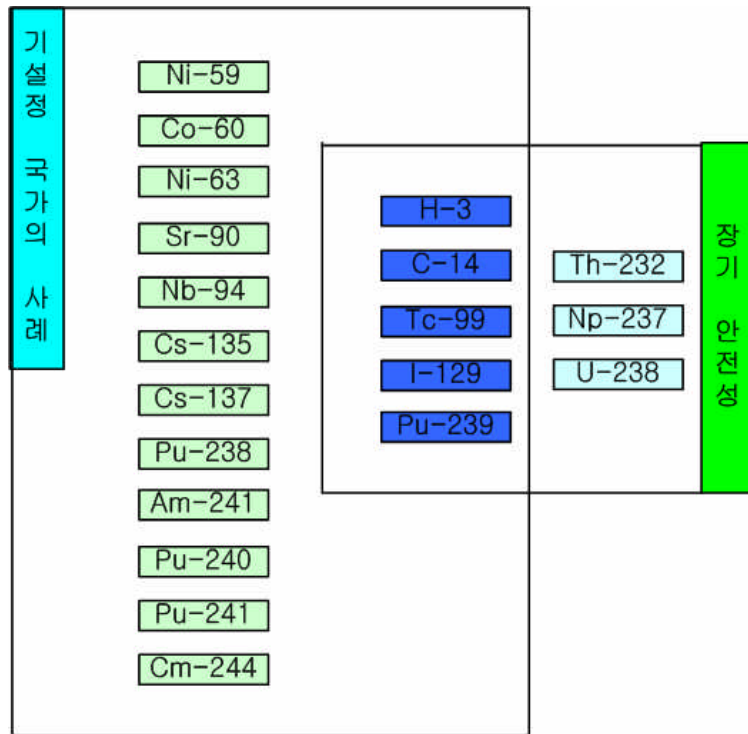 기설정 국가의 사례
Ni-59
Co-60
Ni-63
Sr-90
Nb-94
Cs-135
Cs-137
Pu-238
Am-241
Pu-240
Pu-241
Cm-244
H-3
C-14
Tc-99
I-129
Pu-239
Th-232
Np-237
U-238
장기 안전성